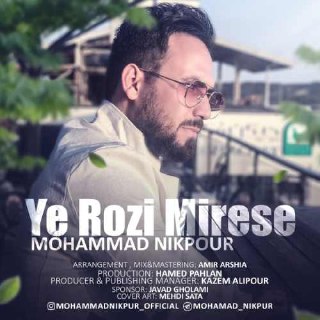 Ye Rozi Mirese
MOHAMMAD NIKPOUR
ARRANGEMENT , MIX&MASTERING: AMIR ARSHIA
PRODUCTION: HAMED PAHLAN
PRODUCER & PUBLISHING MANAGER: KAZEM ALIPOUR
SPONSOR: JAVAD GHOLAMI
COVER ART: MEHDI SATA
MOHAMMADNIKPUR_OFFICIAL MOHAMAD_NIKPUR